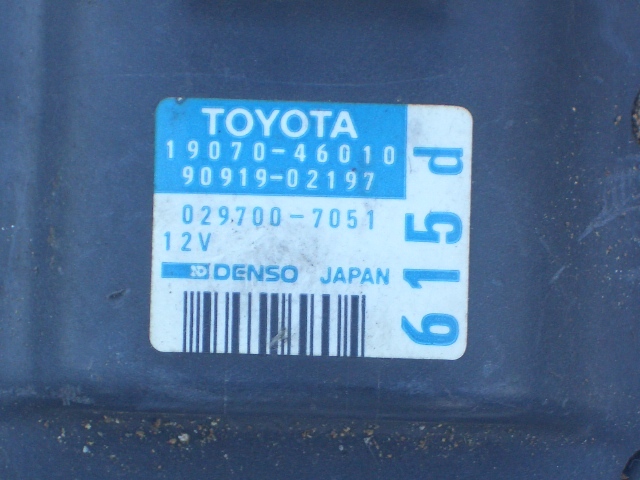 TOYOTA
19070-46010
90919-02197
029700-7051
12V
DENSO JAPAN
615d